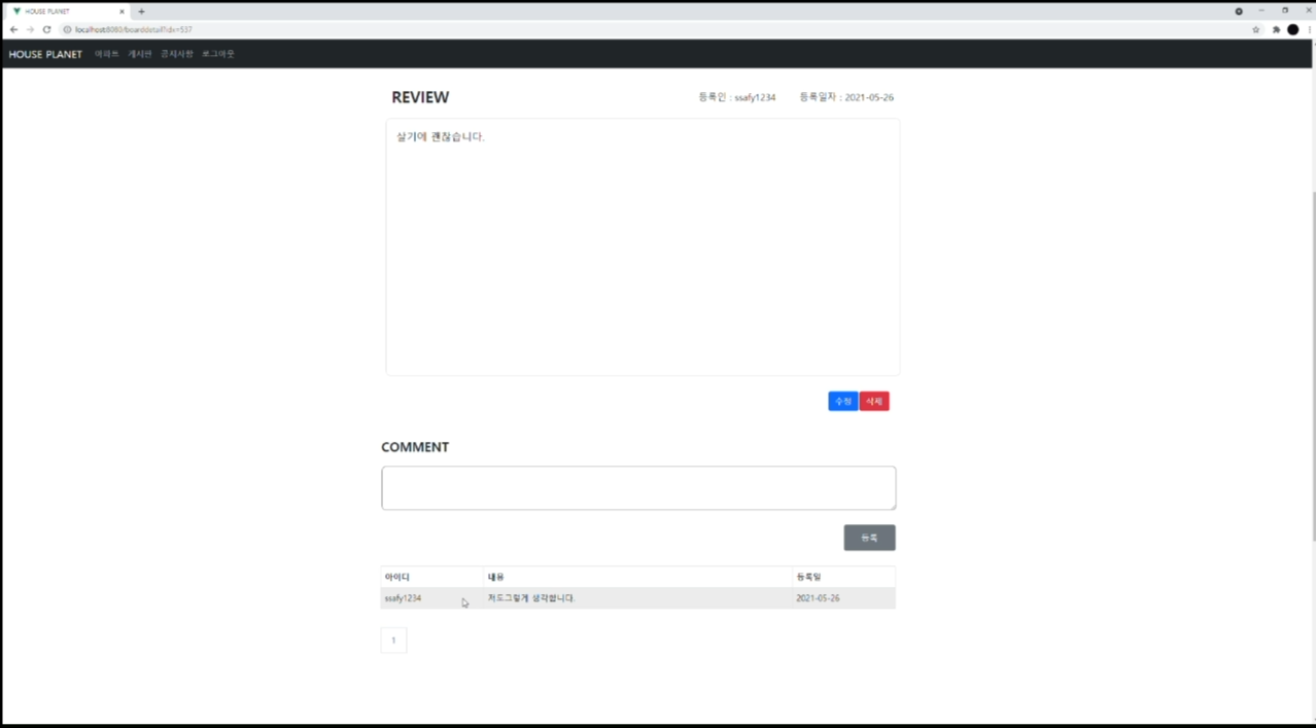 HOUSE PLANET
localhost:8080/boarddetail?idx=537
HOUSE PLANET 아파트 게시판 공지사항 로그아웃
REVIEW 등록인 : ssafy1234 등록일자 : 2021-05-26
살기에 괜찮습니다.
수정 삭제
COMMENT
등록
아이디 내용 등록일
ssafy1234 저도그렇게 생각합니다. 2021-05-26
1